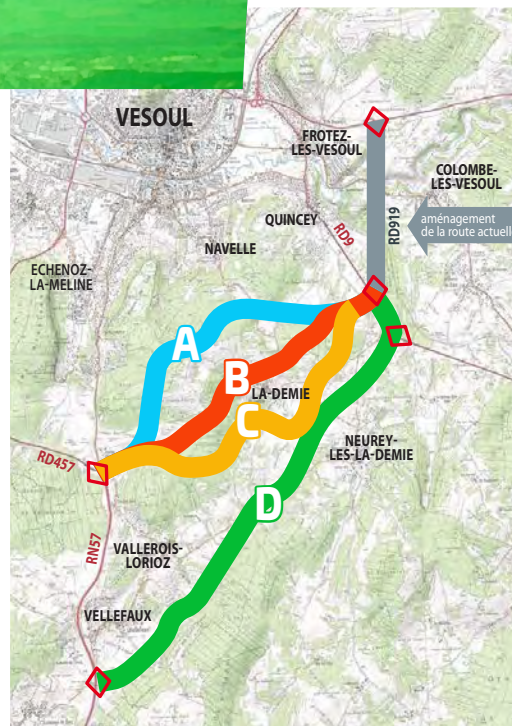 VESOUL
FROTEZ-
LES-VESOUL
COLOMBE-
LES-VESOUL
QUINCEY
RD9
RD919
aménagement
de la route actuelle
NAVELLE
ECHENOZ-
LA-MELINE
A
B
LA-DEMIE
C
NEUREY-
LES-LA-DEMIE
RD457
D
RN57
VALLEROIS-
LORIOZ
VELLEFAUX